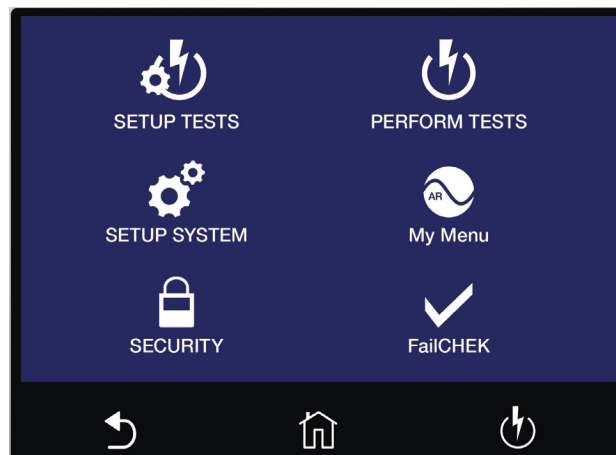 SETUP TESTS
PERFORM TESTS
AR
SETUP SYSTEM
My Menu
SECURITY
FailCHEK